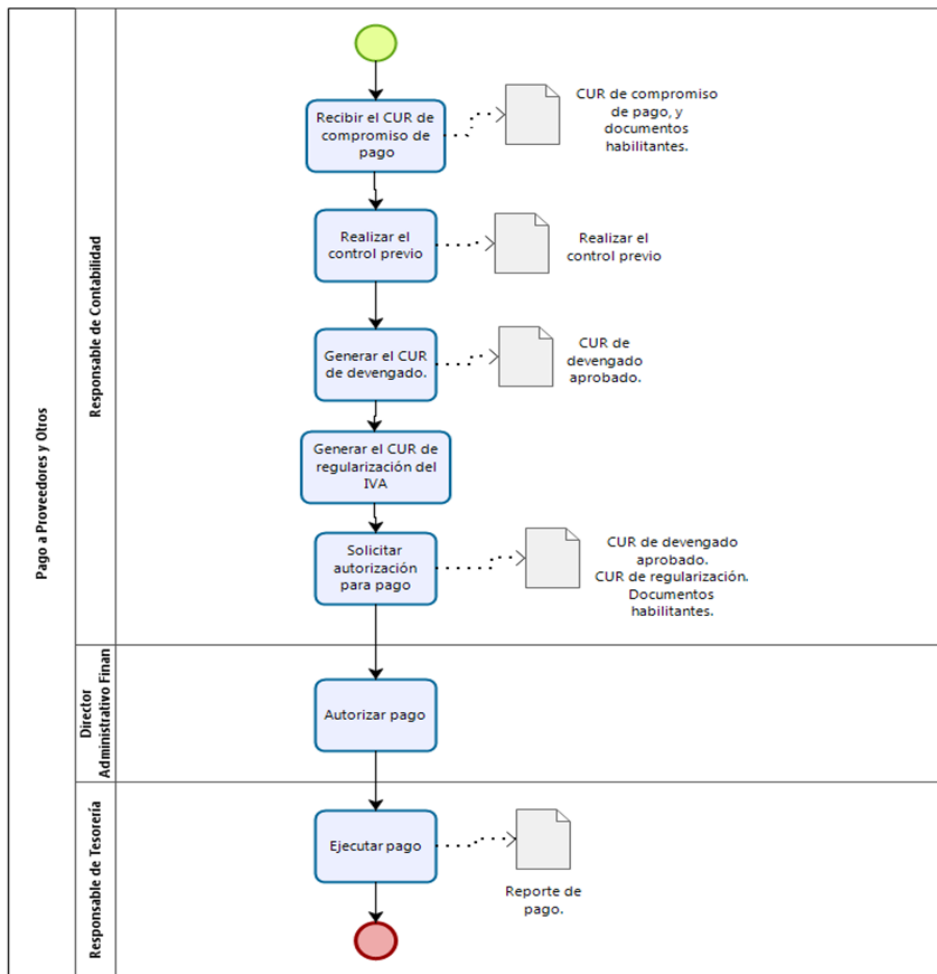 Pago a Proveedores y Otros
Responsable de Contabilidad
Recibir el CUR de
compromiso de
pago
CUR de compromiso
de pago, y
documentos
habilitantes.
Realizar el
control previo
Realizar el
control previo
Generar el CUR
de devengado.
CUR de
devengado
aprobado.
Generar el CUR de
regularización del
IVA
Solicitar
autorización
para pago
CUR de devengado
aprobado.
CUR de regularización.
Documentos
habilitantes.
Director
Administrativo Finan
Autorizar pago
Responsable de Tesorería
Ejecutar pago
Reporte de
pago.